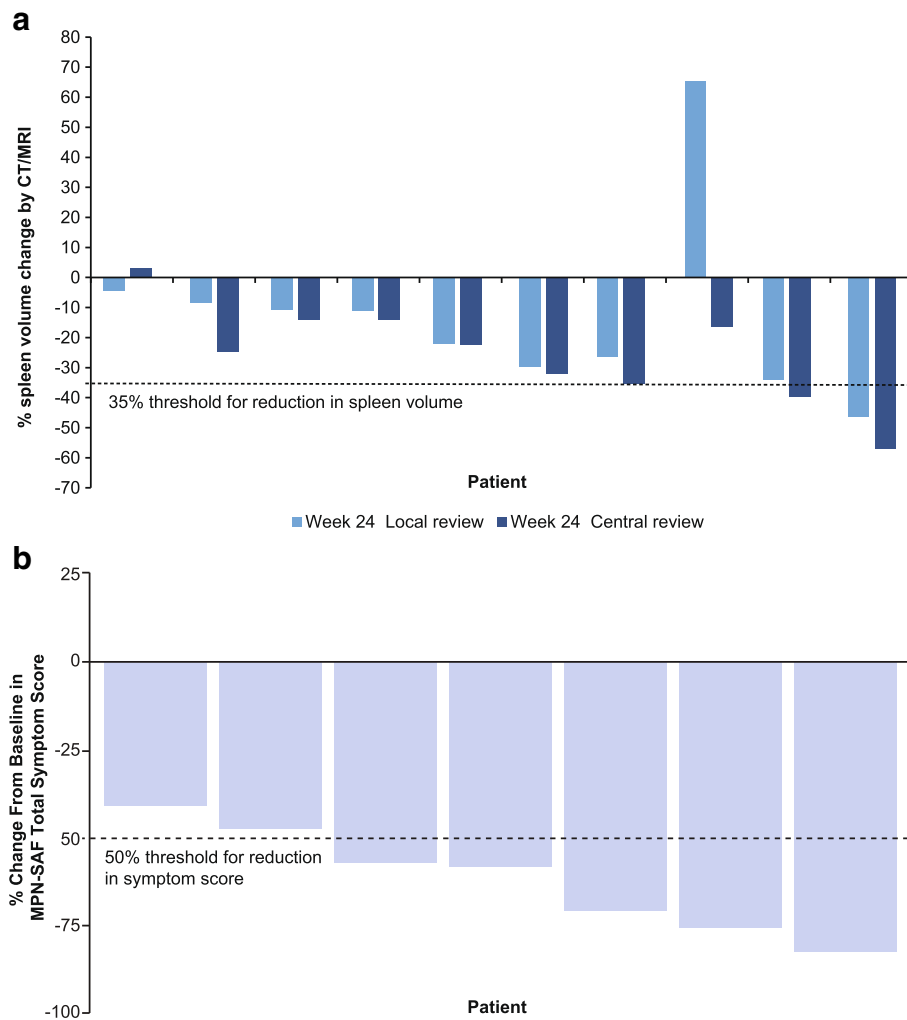 a
80
70
60
50
40
30
20
10
0
-10
-20
-30
-40
-50
-60
-70
% spleen volume change by CT/MRI
35% threshold for reduction in spleen volume
Patient
Week 24 Local review Week 24 Central review
b
25
0
-25
50
-75
-100
% Change From Baseline in
MPN-SAF Total Symptom Score
50% threshold for reduction
in symptom score
Patient